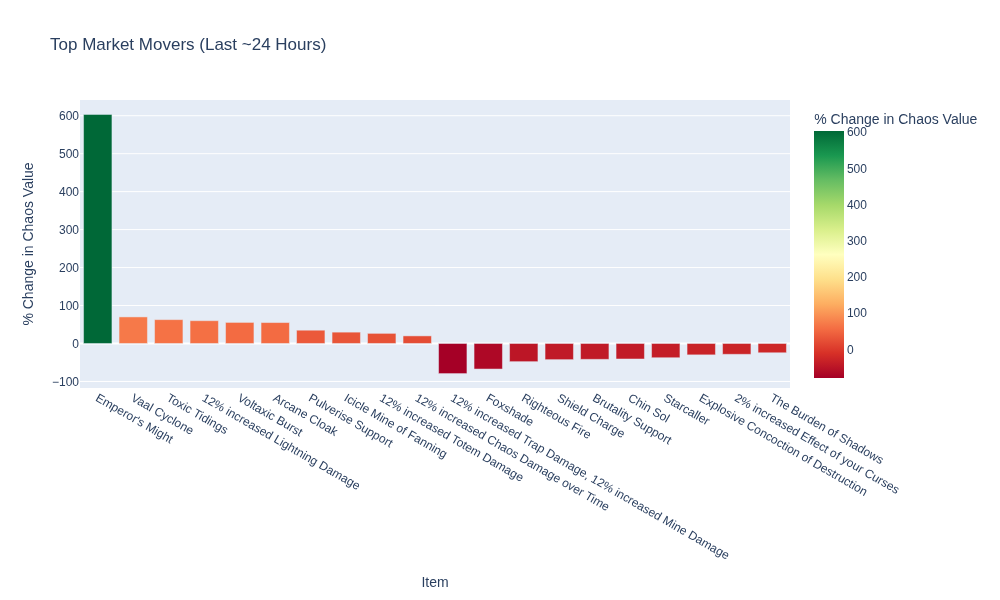 Top Market Movers (Last ~24 Hours)
% Change in Chaos Value
600
500
400
300
200
100
0
−100
Emperor's Might
Vaal Cyclone
Toxic Tidings
12% increased Lightning Damage
Voltaxic Burst
Arcane Cloak
Pulverise Support
Icicle Mine of Fanning
12% increased Totem Damage
12% increased Chaos Damage over Time
12% increased Trap Damage, 12% increased Mine Damage
Foxshade
Righteous Fire
Shield Charge
Brutality Support
Chin Sol
Starcaller
Explosive Concoction of Destruction
2% increased Effect of your Curses
The Burden of Shadows
Item
% Change in Chaos Value
600
500
400
300
200
100
0